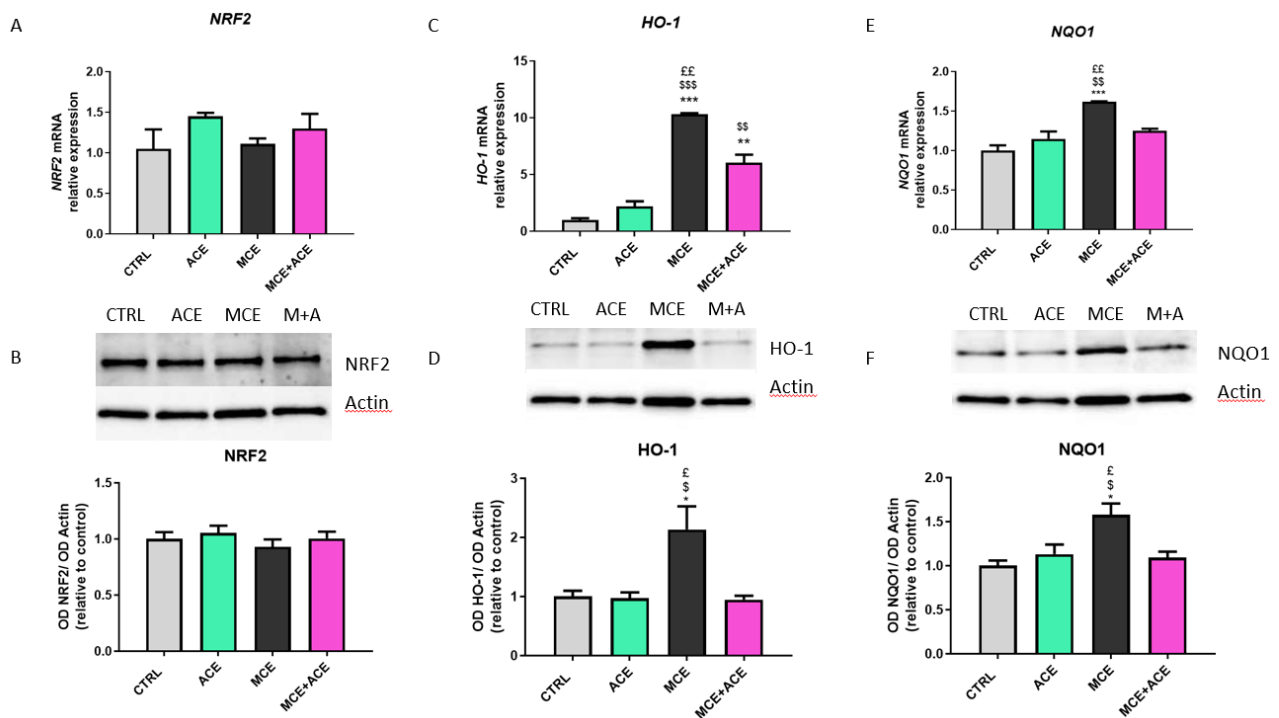 A
NRF2
NRF2 mRNA
relative expression
2.0
1.5
1.0
0.5
0.0
CTRL
ACE
MCE
MCE+ACE
C
HO-1
HO-1 mRNA
relative expression
15
10
5
0
££
$$$
***
$$
**
CTRL
ACE
MCE
MCE+ACE
E
NQO1
NQO1 mRNA
relative expression
2.0
1.5
1.0
0.5
0.0
££
$$
***
CTRL
ACE
MCE
MCE+ACE
B
CTRL ACE MCE M+A
NRF2
Actin
NRF2
OD NRF2/ OD Actin
(relative to control)
1.5
1.0
0.5
0.0
CTRL
ACE
MCE
MCE+ACE
D
CTRL ACE MCE M+A
HO-1
Actin
HO-1
OD HO-1/ OD Actin
(relative to control)
3
2
1
0
£
$
*
CTRL
ACE
MCE
MCE+ACE
F
CTRL ACE MCE M+A
NQO1
Actin
NQO1
OD NQO1/ OD Actin
(relative to control)
2.0
1.5
1.0
0.5
0.0
£
$
*
CTRL
ACE
MCE
MCE+ACE